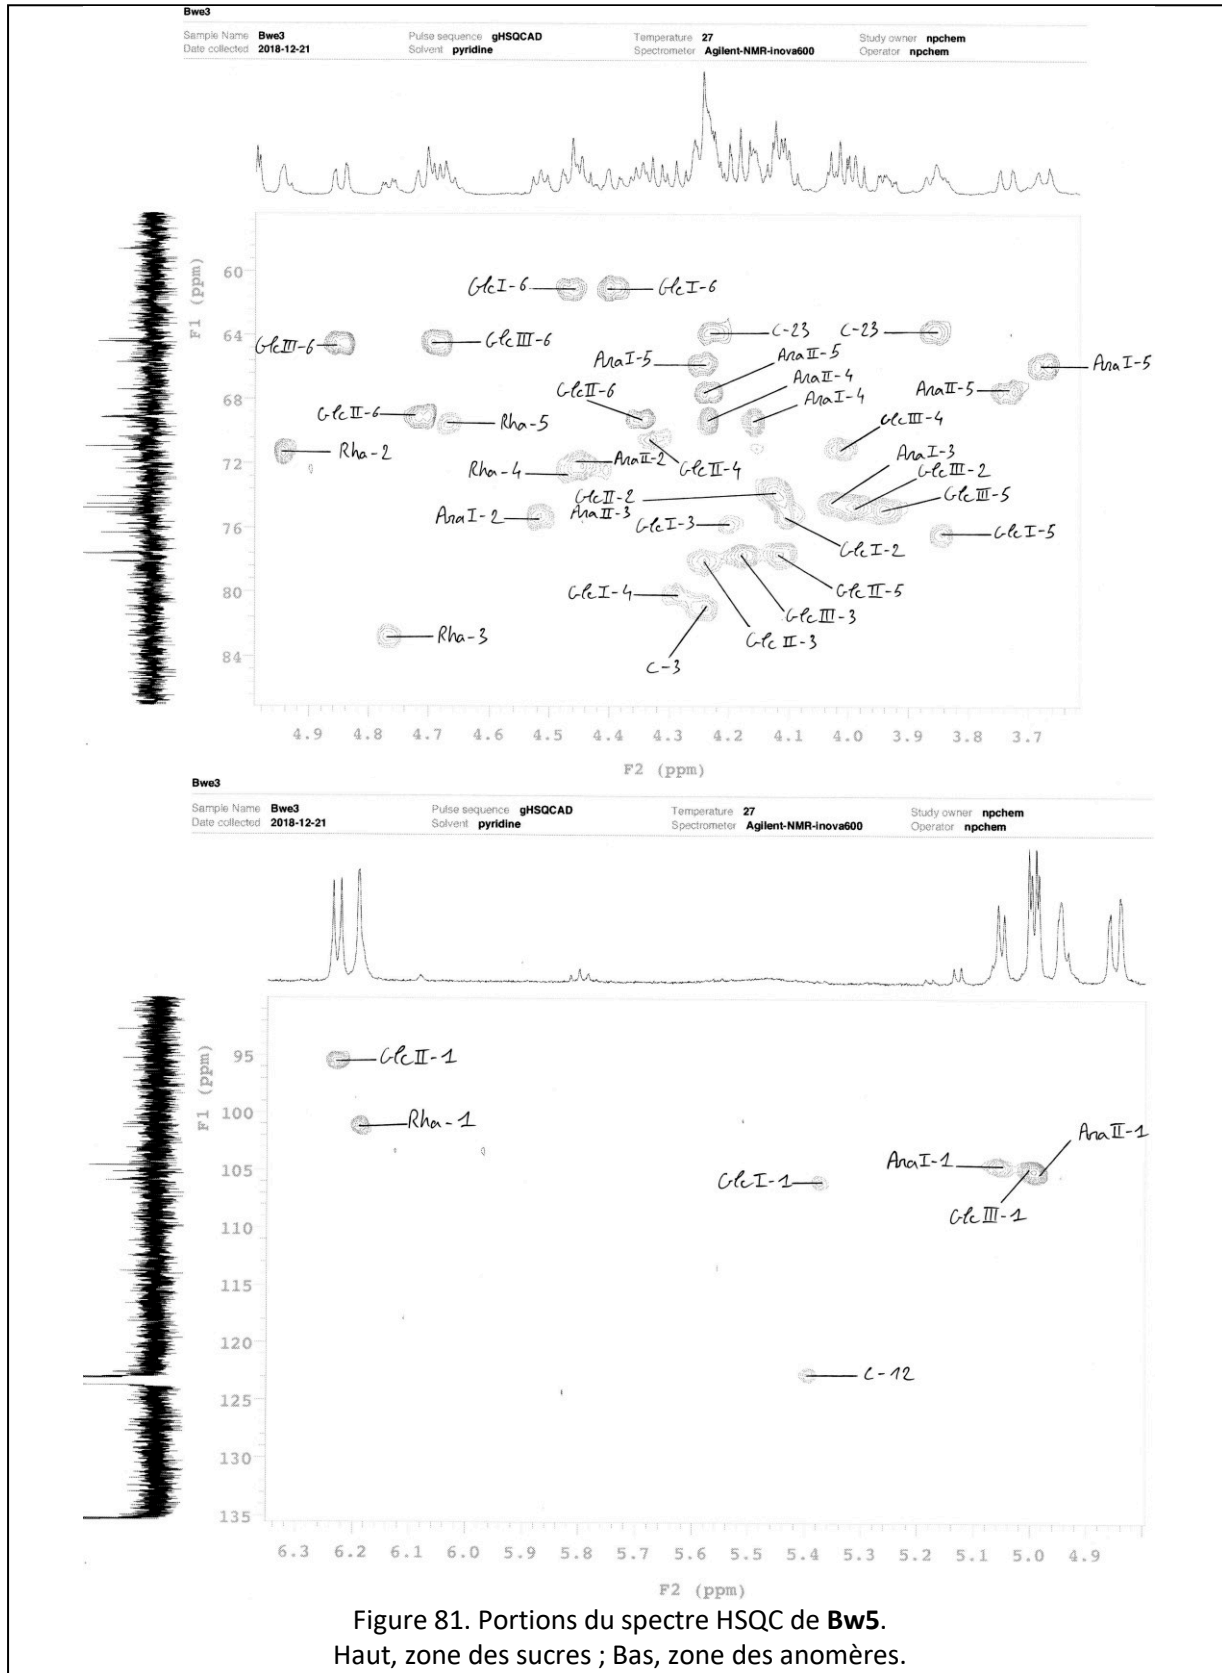 Bwe3
Sample Name Bwe3 Pulse sequence gHSQCAD Temperature 27 Study owner npchem
Date collected 2018-12-21 Solvent pyridine Spectrometer Agilent-NMR-inova600 Operator npchem
F1 (ppm)
60
64
68
72
76
80
84
GlcI-6
GlcI-6
C-23
C-23
GlcIII-6
GlcIII-6
AraI-5
AraII-5
AraI-5
AraII-4
GlcII-6
AraI-4
AraII-5
GlcII-6
Rha-5
GlcIII-4
Rha-2
AraI-3
Rha-4
AraII-2
GlcII-4
GlcIII-2
GlcII-2
GlcIII-5
AraI-2
AraII-3
GlcI-3
GlcI-2
GlcI-5
GlcI-4
GlcII-5
GlcIII-3
Rha-3
GlcII-3
C-3
4.9 4.8 4.7 4.6 4.5 4.4 4.3 4.2 4.1 4.0 3.9 3.8 3.7
F2 (ppm)
Bwe3
Sample Name Bwe3 Pulse sequence gHSQCAD Temperature 27 Study owner npchem
Date collected 2018-12-21 Solvent pyridine Spectrometer Agilent-NMR-inova600 Operator npchem
F1 (ppm)
95
100
105
110
115
120
125
130
135
GlcII-1
Rha-1
AraII-1
AraI-1
GlcI-1
GlcIII-1
C-12
6.3 6.2 6.1 6.0 5.9 5.8 5.7 5.6 5.5 5.4 5.3 5.2 5.1 5.0 4.9
F2 (ppm)
Figure 81. Portions du spectre HSQC de Bw5.
Haut, zone des sucres ; Bas, zone des anomères.